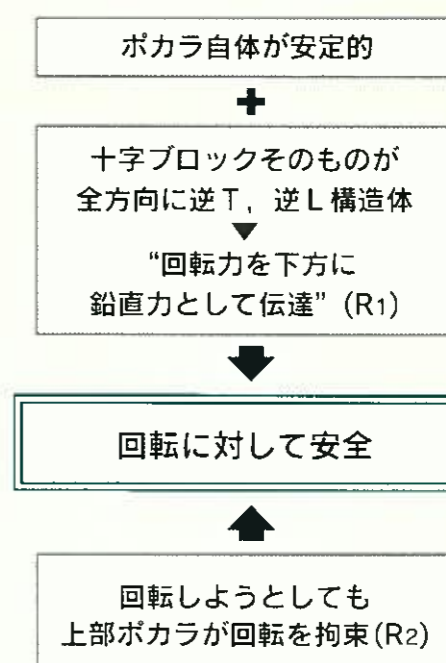 ポカラ自体が安定的
+
十字ブロックそのものが
全方向に逆T，逆L構造体
▼
“回転力を下方に
鉛直力として伝達”(R1)
回転に対して安全
回転しようとしても
上部ポカラが回転を拘束(R2)